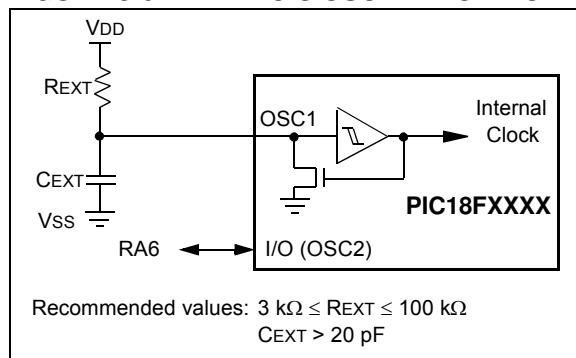 VDD
REXT
OSC1
Internal
Clock
CEXT
PIC18FXXXX
VSS
RA6
I/O (OSC2)
Recommended values: 3 kΩ ≤ REXT ≤ 100 kΩ
CEXT > 20 pF